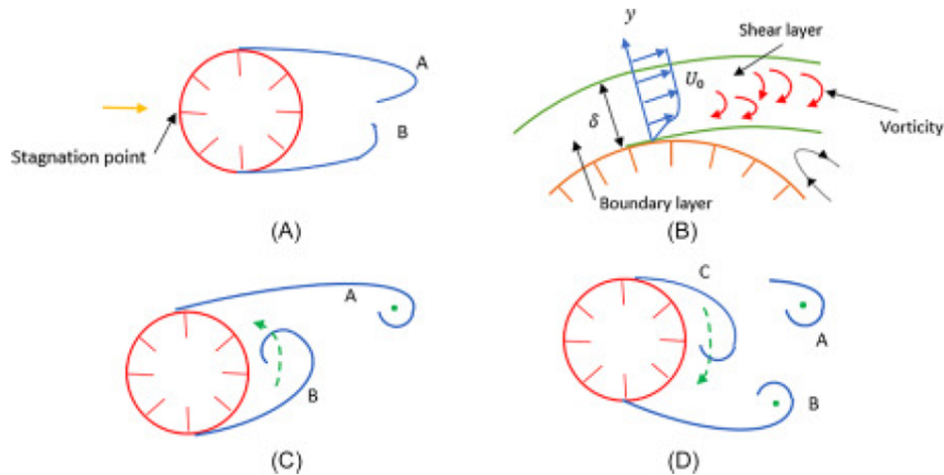 A
B
Stagnation point
(A)
y
Shear layer
U₀
δ
Vorticity
Boundary layer
(B)
A
B
(C)
C
A
B
(D)